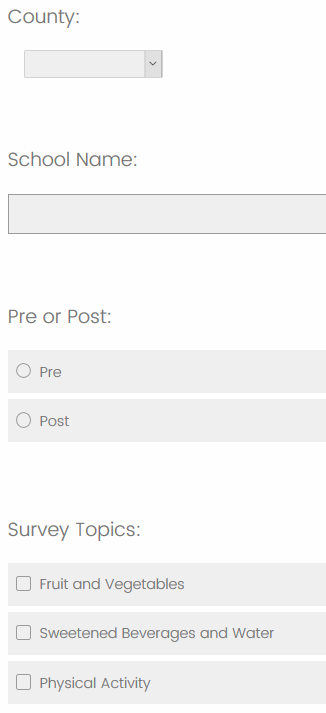 County:
School Name:
Pre or Post:
Pre
Post
Survey Topics:
Fruit and Vegetables
Sweetened Beverages and Water
Physical Activity